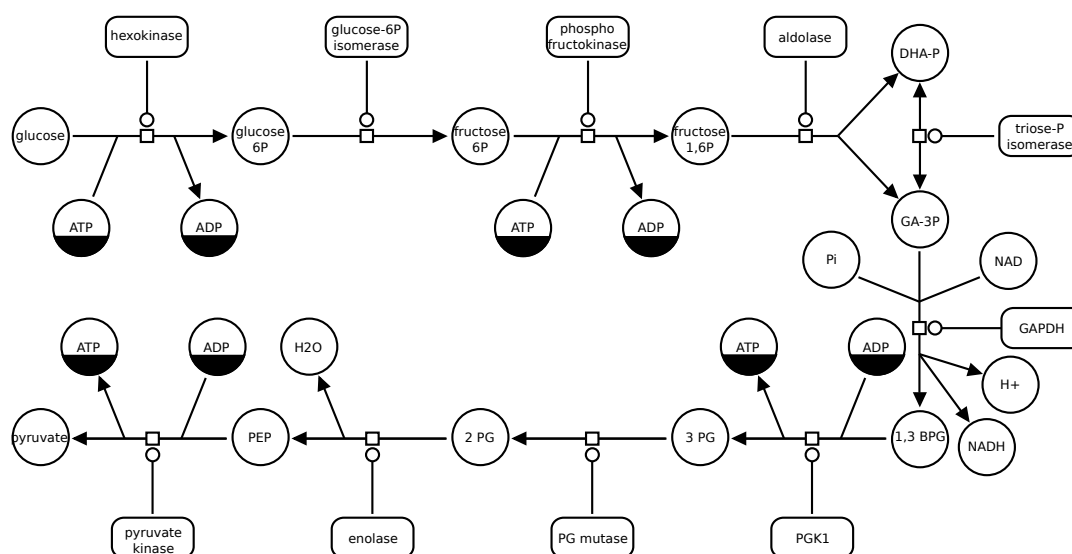 hexokinase
glucose-6P
isomerase
phospho
fructokinase
aldolase
DHA-P
glucose
glucose
6P
fructose
6P
fructose
1,6P
triose-P
isomerase
ATP
ADP
ATP
ADP
GA-3P
Pi
NAD
GAPDH
ATP
ADP
H2O
ATP
ADP
H+
pyruvate
PEP
2 PG
3 PG
1,3 BPG
NADH
pyruvate
kinase
enolase
PG mutase
PGK1